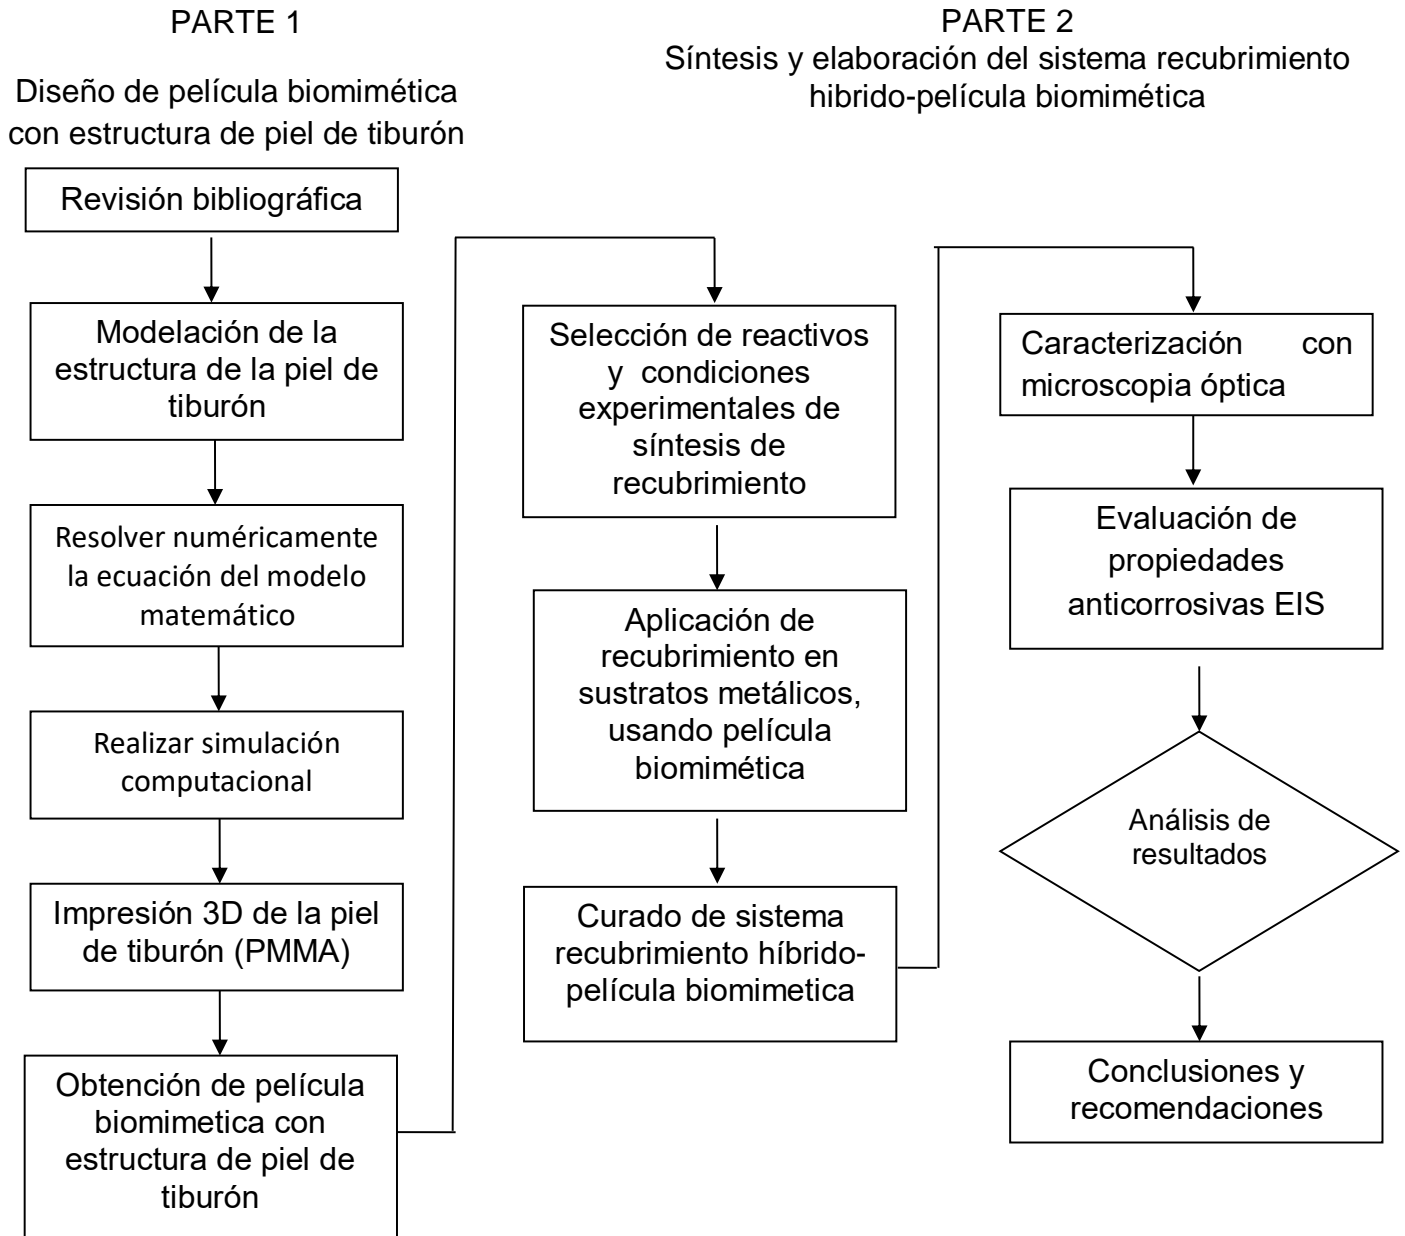 PARTE 1
Diseño de película biomimética
con estructura de piel de tiburón
Revisión bibliográfica
Modelación de la
estructura de la piel de
tiburón
Resolver numéricamente
la ecuación del modelo
matemático
Realizar simulación
computacional
Impresión 3D de la piel
de tiburón (PMMA)
Obtención de película
biomimetica con
estructura de piel de
tiburón
PARTE 2
Síntesis y elaboración del sistema recubrimiento
hibrido-película biomimética
Selección de reactivos
y condiciones
experimentales de
síntesis de
recubrimiento
Aplicación de
recubrimiento en
sustratos metálicos,
usando película
biomimética
Curado de sistema
recubrimiento híbrido-
película biomimetica
Caracterización con
microscopia óptica
Evaluación de
propiedades
anticorrosivas EIS
Análisis de
resultados
Conclusiones y
recomendaciones